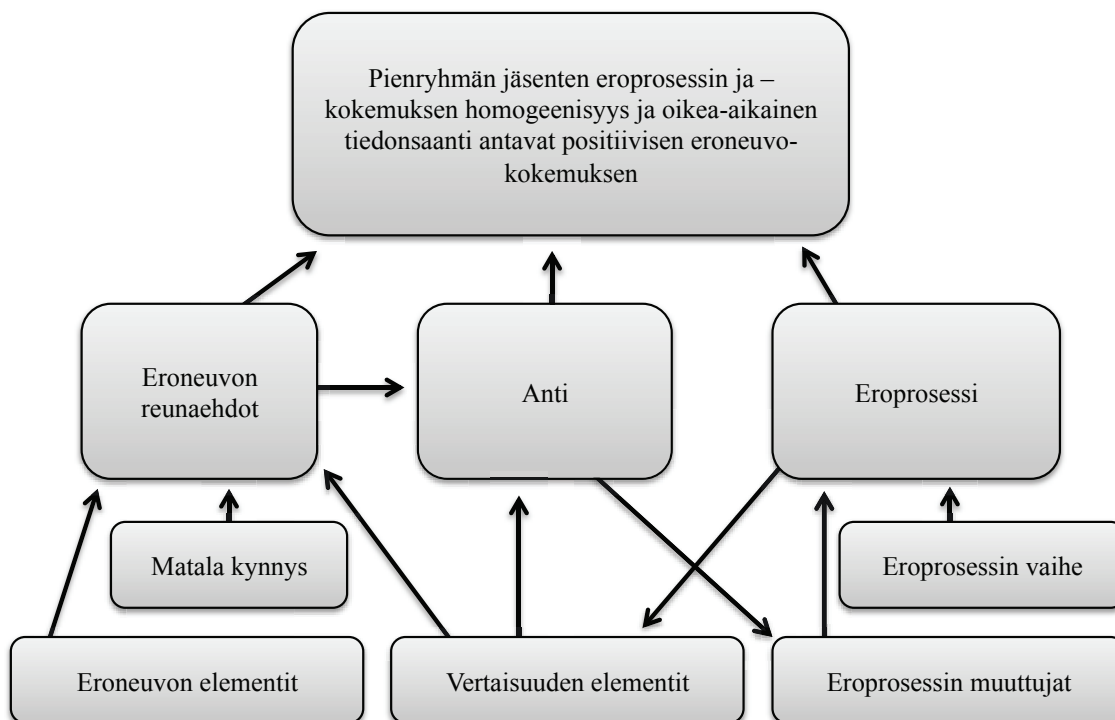 Pienryhmän jäsenten eroprosessin ja –
kokemuksen homogeenisyys ja oikea-aikainen
tiedonsaanti antavat positiivisen eroneuvo-
kokemuksen
Eroneuvon
reunaehdot
Anti
Eroprosessi
Matala kynnys
Eroprosessin vaihe
Eroneuvon elementit
Vertaisuuden elementit
Eroprosessin muuttujat